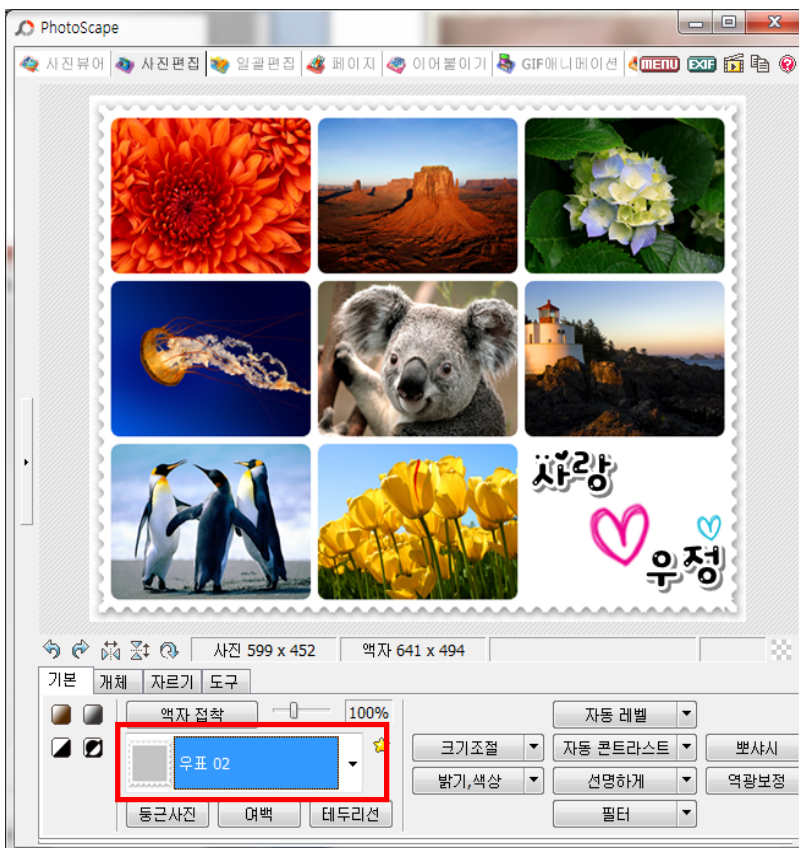 PhotoScape
사진뷰어 사진편집 일괄편집 페이지 이어붙이기 GIF애니메이션 MENU EXIF
사랑
우정
사진 599 x 452 액자 641 x 494
기본 개체 자르기 도구
액자 접착 100% 자동 레벨
우표 02 크기조절 자동 콘트라스트 뽀샤시
밝기,색상 선명하게 역광보정
둥근사진 여백 테두리선 필터